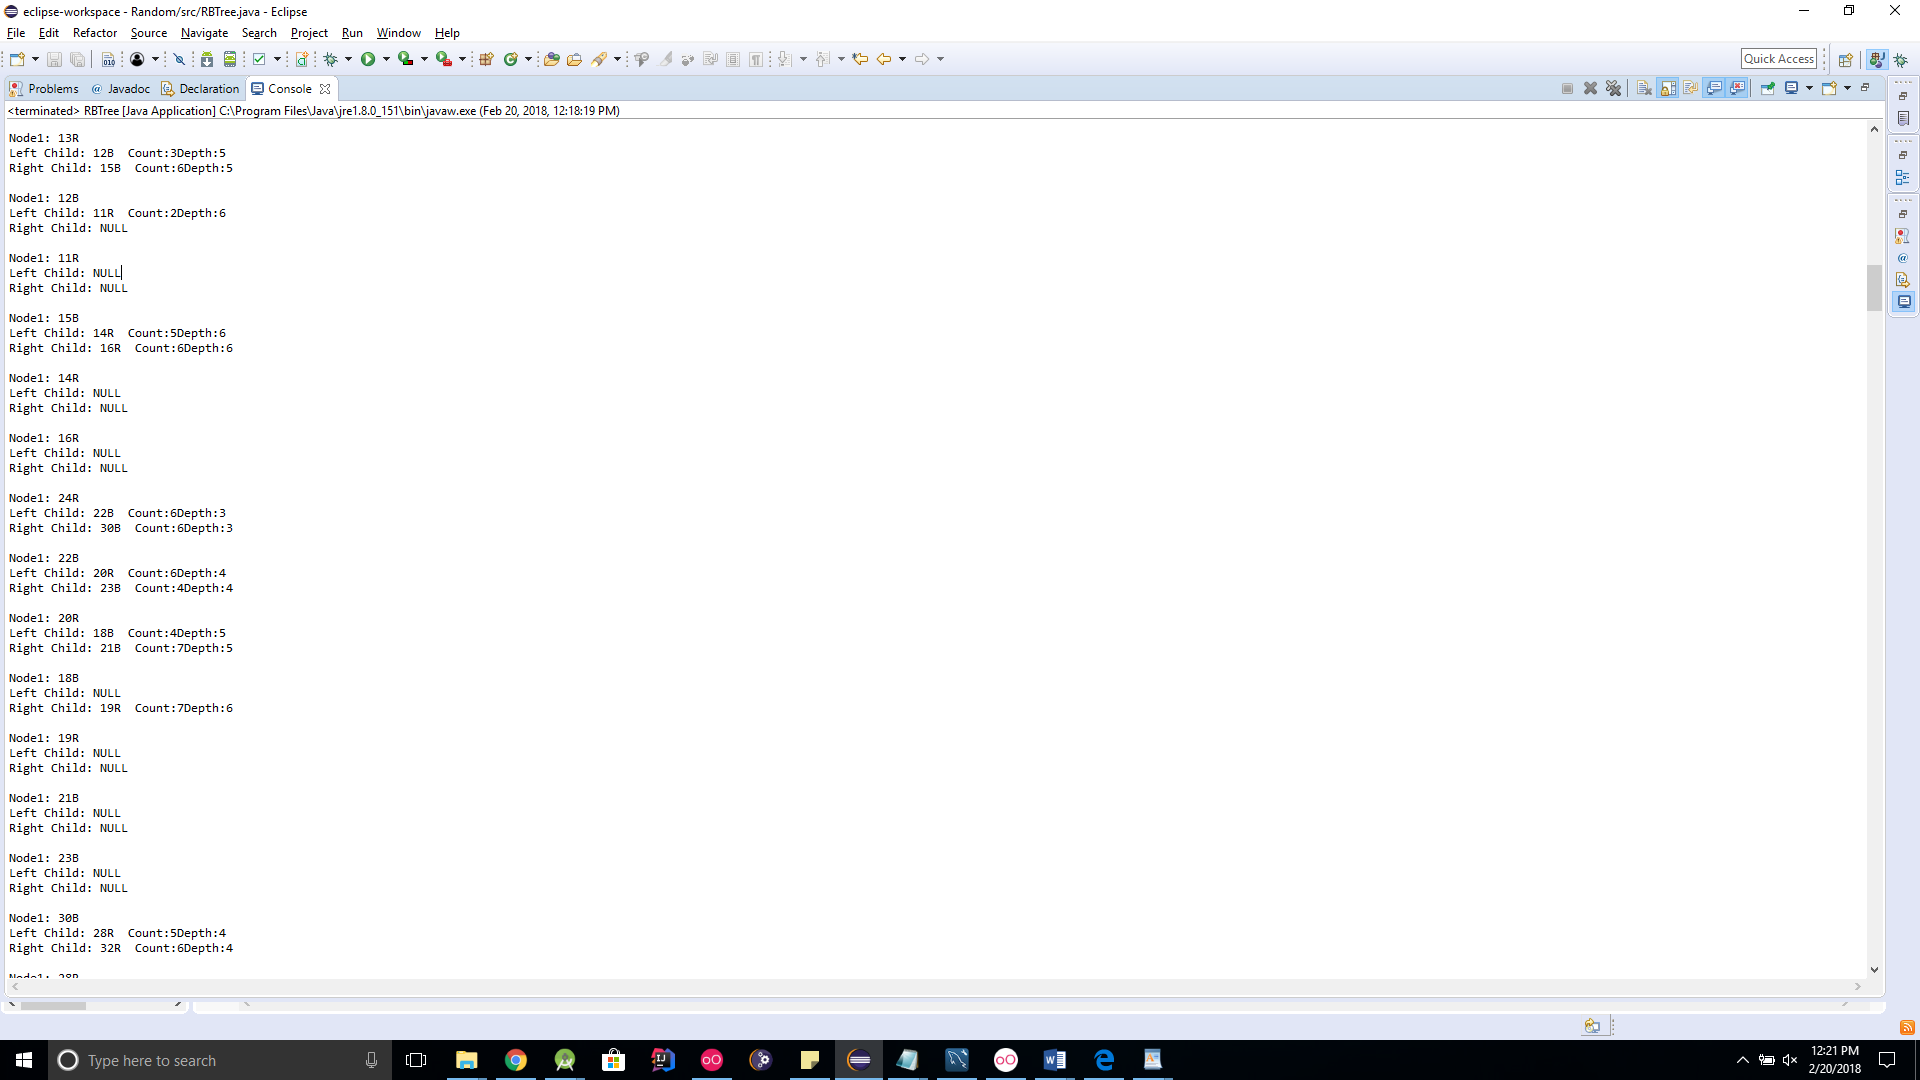 eclipse-workspace - Random/src/RBTree.java - Eclipse
File Edit Refactor Source Navigate Search Project Run Window Help
Quick Access
Problems @ Javadoc Declaration Console
<terminated> RBTree [Java Application] C:\Program Files\Java\jre1.8.0_151\bin\javaw.exe (Feb 20, 2018, 12:18:19 PM)
Node1: 13R
Left Child: 12B  Count:3Depth:5
Right Child: 15B  Count:6Depth:5
Node1: 12B
Left Child: 11R  Count:2Depth:6
Right Child: NULL
Node1: 11R
Left Child: NULL
Right Child: NULL
Node1: 15B
Left Child: 14R  Count:5Depth:6
Right Child: 16R  Count:6Depth:6
Node1: 14R
Left Child: NULL
Right Child: NULL
Node1: 16R
Left Child: NULL
Right Child: NULL
Node1: 24R
Left Child: 22B  Count:6Depth:3
Right Child: 30B  Count:6Depth:3
Node1: 22B
Left Child: 20R  Count:6Depth:4
Right Child: 23B  Count:4Depth:4
Node1: 20R
Left Child: 18B  Count:4Depth:5
Right Child: 21B  Count:7Depth:5
Node1: 18B
Left Child: NULL
Right Child: 19R  Count:7Depth:6
Node1: 19R
Left Child: NULL
Right Child: NULL
Node1: 21B
Left Child: NULL
Right Child: NULL
Node1: 23B
Left Child: NULL
Right Child: NULL
Node1: 30B
Left Child: 28R  Count:5Depth:4
Right Child: 32R  Count:6Depth:4
Node1: 28R
Type here to search
12:21 PM
2/20/2018